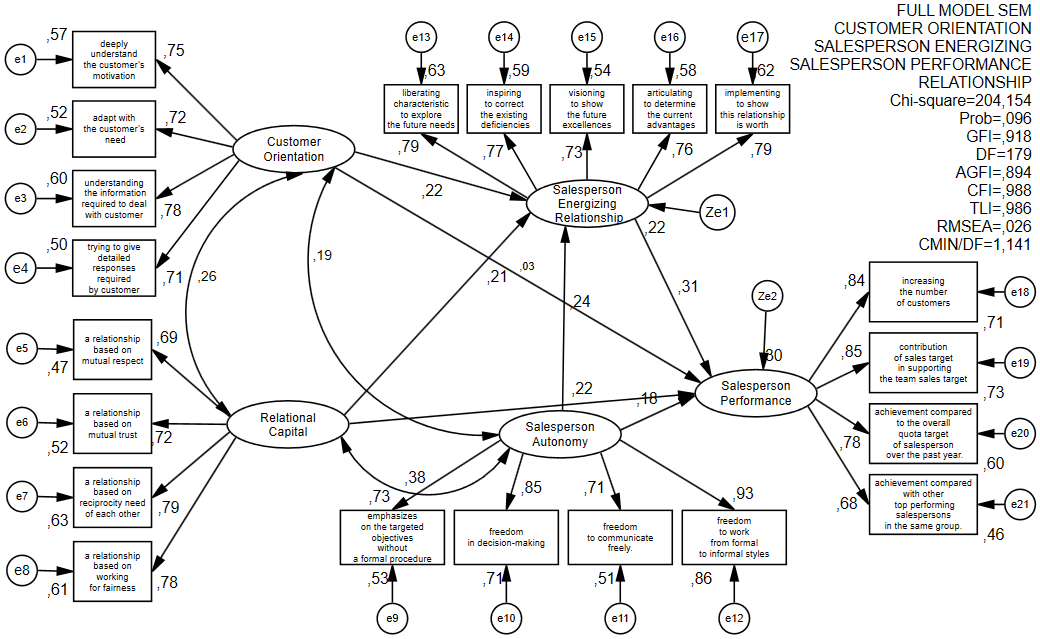 FULL MODEL SEM
CUSTOMER ORIENTATION
SALESPERSON ENERGIZING
SALESPERSON PERFORMANCE
RELATIONSHIP
Chi-square=204,154
Prob=,096
GFI=,918
DF=179
AGFI=,894
CFI=,988
TLI=,986
RMSEA=,026
CMIN/DF=1,141
e1
,57
deeply
understand
the customer's
motivation
,75
e2
,52
adapt with
the customer's
need
,72
e3
,60
understanding
the information
required to deal
with customer
,78
e4
,50
trying to give
detailed
responses
required
by customer
,71
Customer
Orientation
e5
,47
a relationship
based on
mutual respect
,69
e6
,52
a relationship
based on
mutual trust
,72
e7
,63
a relationship
based on
reciprocity need
of each other
,79
e8
,61
a relationship
based on
working
for fairness
,78
Relational
Capital
e13
,63
liberating
characteristic
to explore
the future needs
,79
e14
,59
inspiring
to correct
the existing
deficiencies
,77
e15
,54
visioning
to show
the future
excellences
,73
e16
,58
articulating
to determine
the current
advantages
,76
e17
,62
implementing
to show
this relationship
is worth
,79
Salesperson
Energizing
Relationship
,22
Ze1
,22
,26
,19
,21
,03
,24
,31
,22
,18
,38
Ze2
,30
Salesperson
Performance
Salesperson
Autonomy
,73
emphasizes
on the targeted
objectives
without
a formal procedure
,53
e9
,85
freedom
in decision-making
,71
e10
,71
freedom
to communicate
freely.
,51
e11
,93
freedom
to work
from formal
to informal styles
,86
e12
,84
increasing
the number
of customers
e18
,71
,85
contribution
of sales target
in supporting
the team sales target
e19
,73
,78
achievement compared
to the overall
quota target
of salesperson
over the past year.
e20
,60
,68
achievement compared
with other
top performing
salespersons
in the same group.
e21
,46